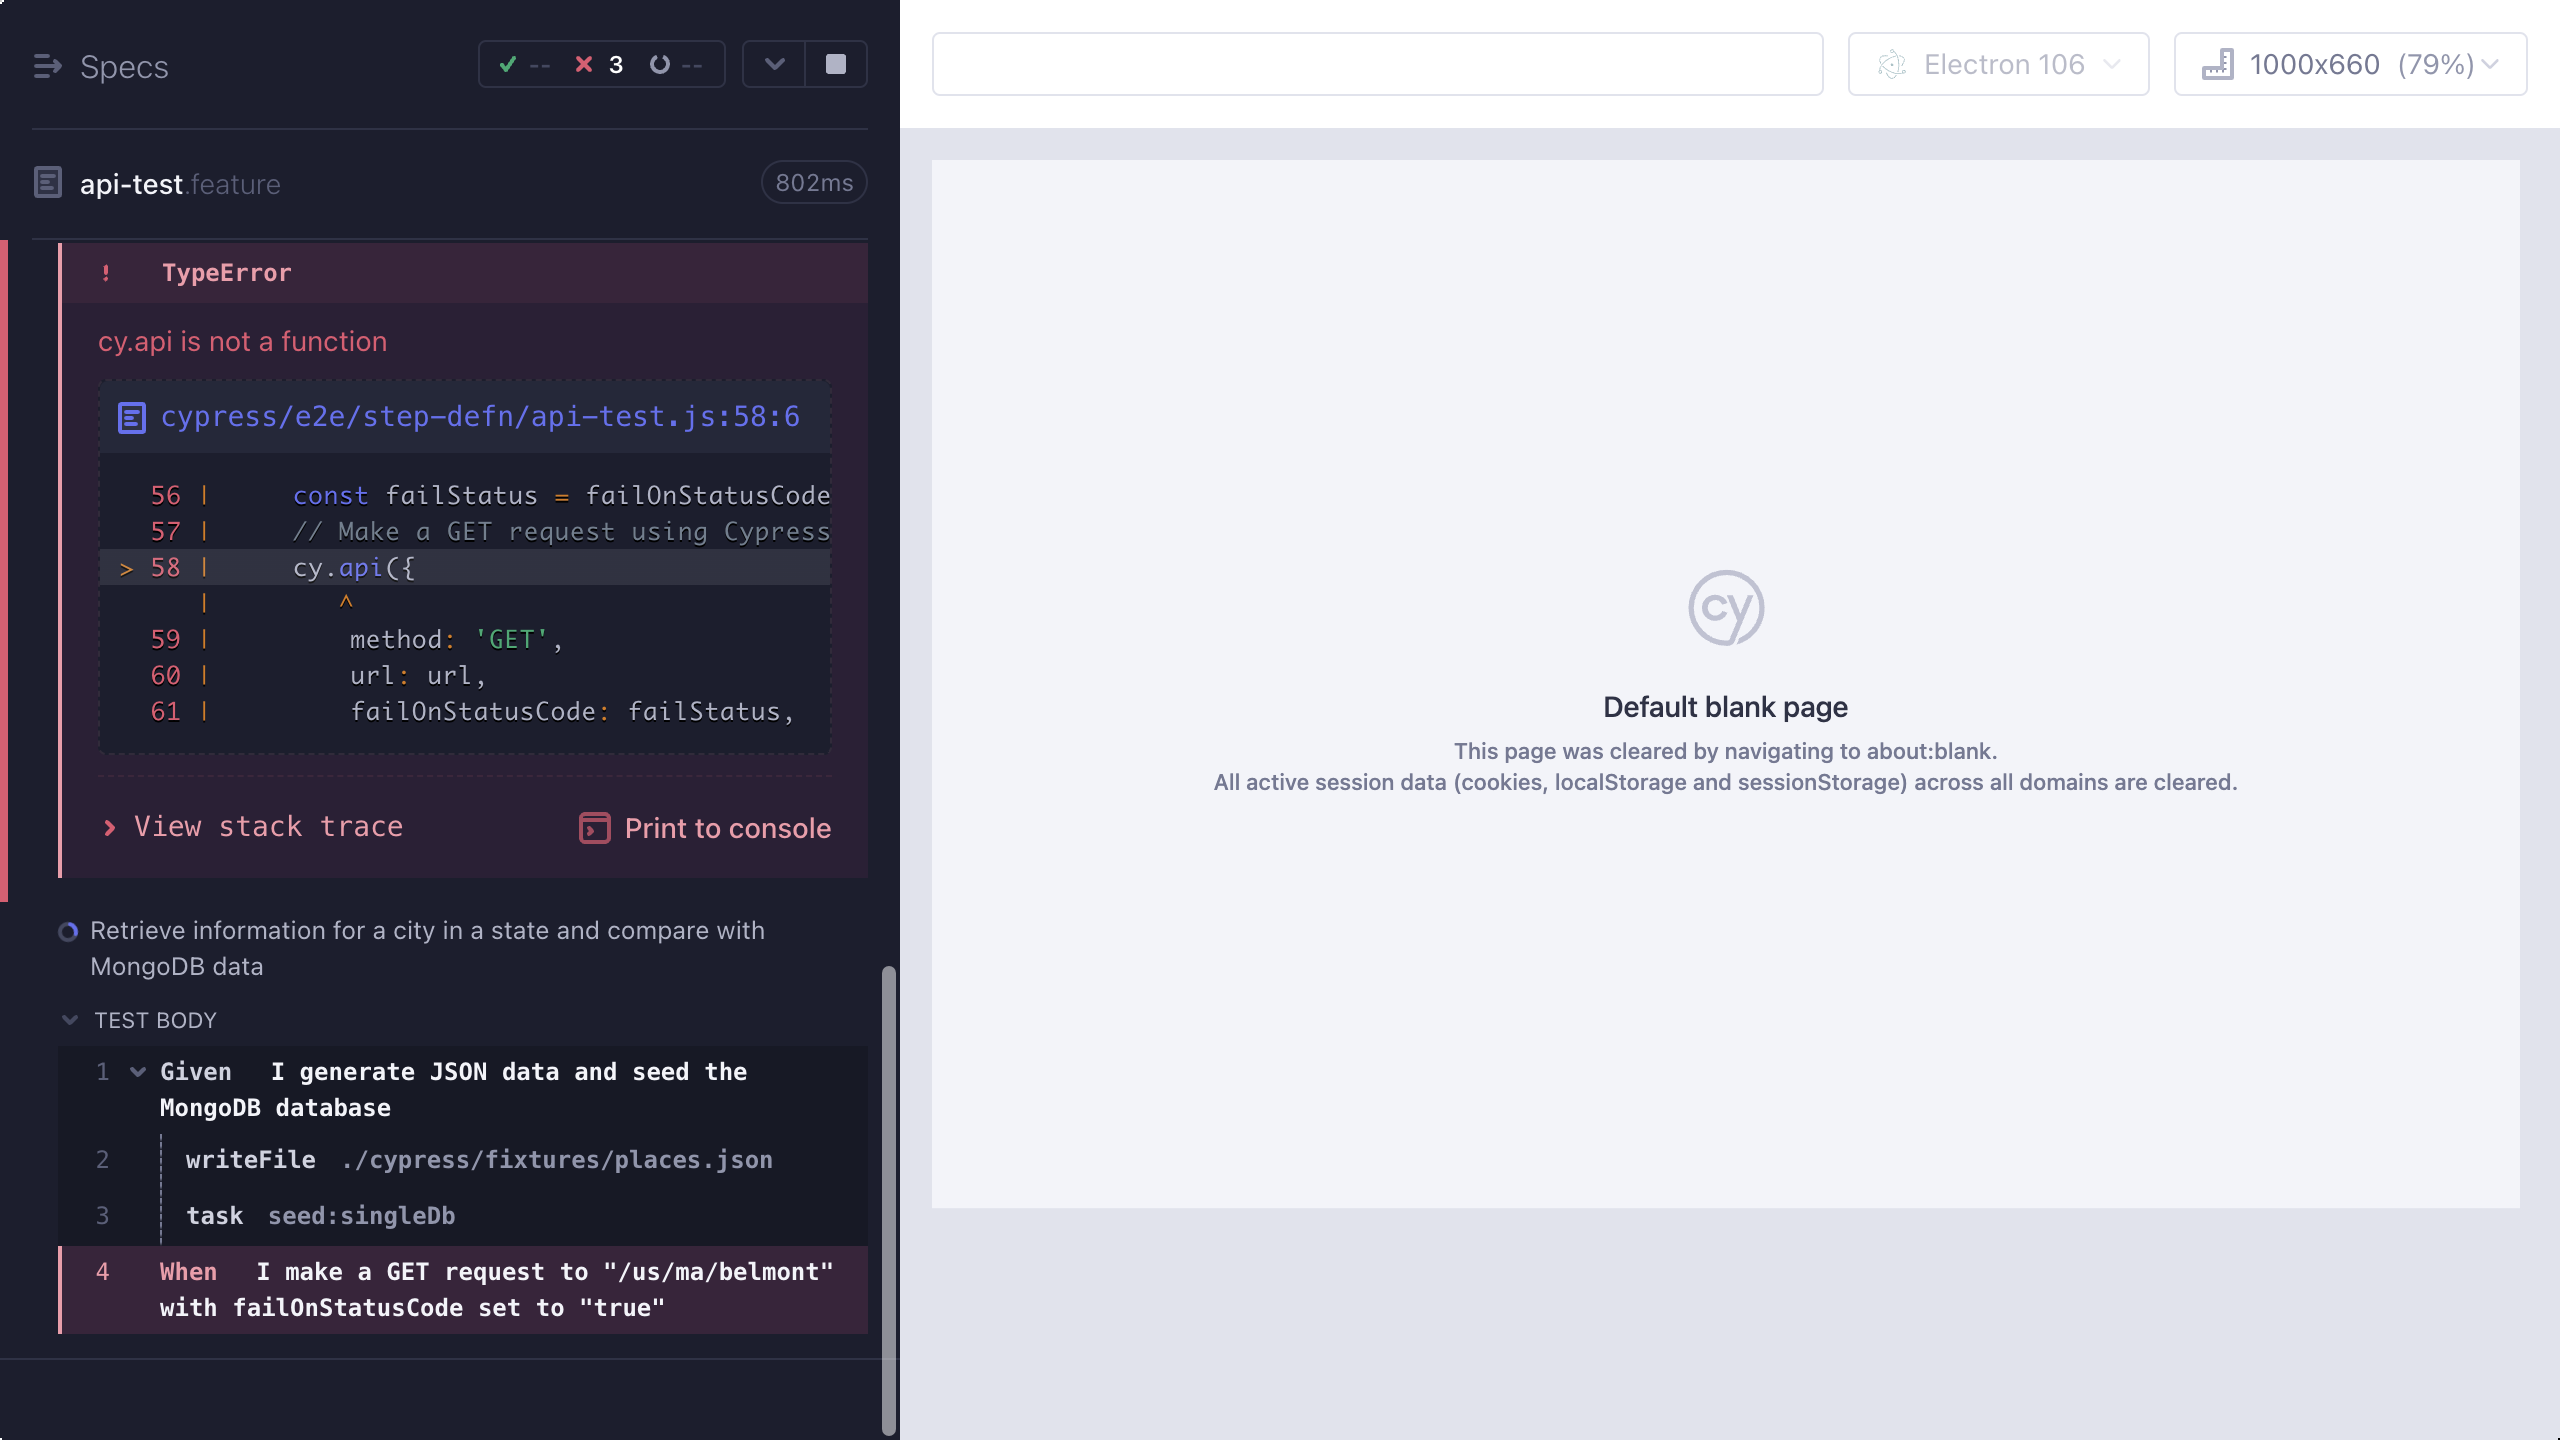 Specs
-- 3 --
Electron 106
1000x660 (79%)
api-test.feature
802ms
! TypeError
cy.api is not a function
cypress/e2e/step-defn/api-test.js:58:6
56 | const failStatus = failOnStatusCode
57 | // Make a GET request using Cypress
> 58 | cy.api({
| ^
59 | method: 'GET',
60 | url: url,
61 | failOnStatusCode: failStatus,
View stack trace
Print to console
Retrieve information for a city in a state and compare with
MongoDB data
TEST BODY
1 Given I generate JSON data and seed the
MongoDB database
2 writeFile ./cypress/fixtures/places.json
3 task seed:singleDb
4 When I make a GET request to "/us/ma/belmont"
with failOnStatusCode set to "true"
cy
Default blank page
This page was cleared by navigating to about:blank.
All active session data (cookies, localStorage and sessionStorage) across all domains are cleared.